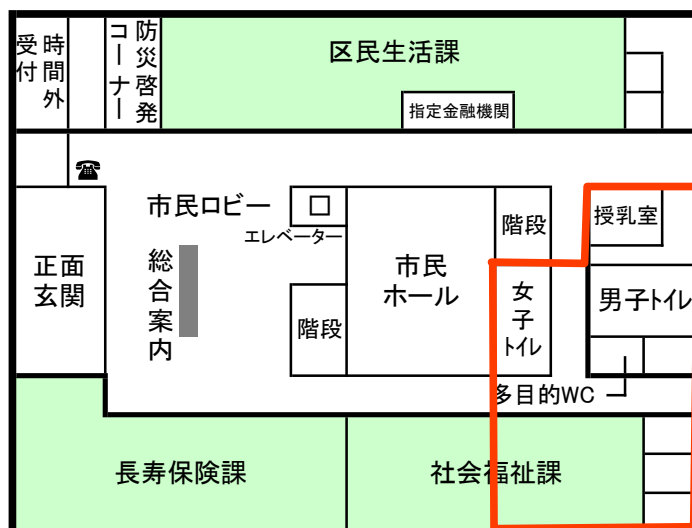 時間外
受付
防災啓発
コーナー
区民生活課
指定金融機関
☎
市民ロビー
エレベーター
階段
授乳室
正面
玄関
総合案内
市民
ホール
階段
女子
トイレ
男子トイレ
多目的WC
長寿保険課
社会福祉課